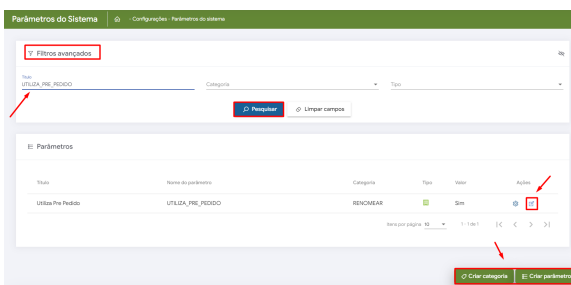 Parâmetros do Sistema - Configurações - Parâmetros do sistema
Filtros avançados
Título Categoria Tipo
UTILIZA_PRE_PEDIDO
Pesquisar Limpar campos
Parâmetros
Título Nome do parâmetro Categoria Tipo Valor Ações
Utiliza Pre Pedido UTILIZA_PRE_PEDIDO RENOMEAR Sim
Itens por página 10 1 - 1 de 1
Criar categoria Criar parâmetro